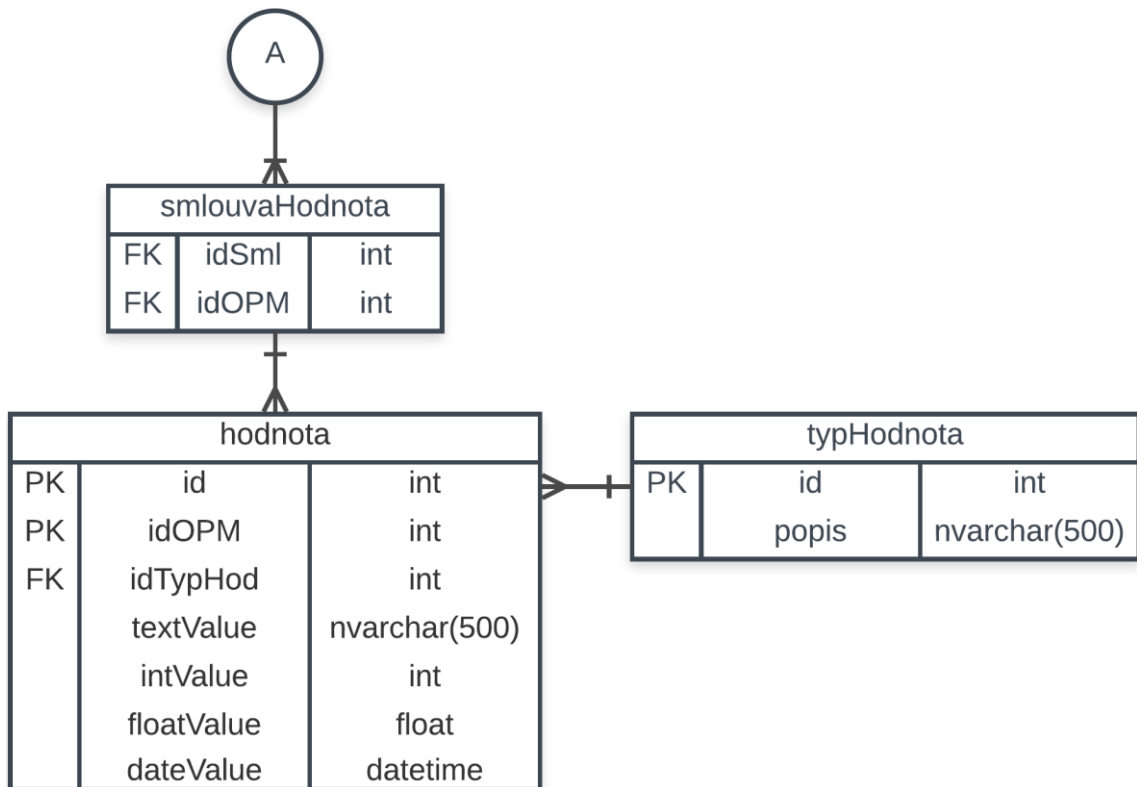 A
smlouvaHodnota
FK idSml int
FK idOPM int
hodnota
PK id int
PK idOPM int
FK idTypHod int
textValue nvarchar(500)
intValue int
floatValue float
dateValue datetime
typHodnota
PK id int
popis nvarchar(500)